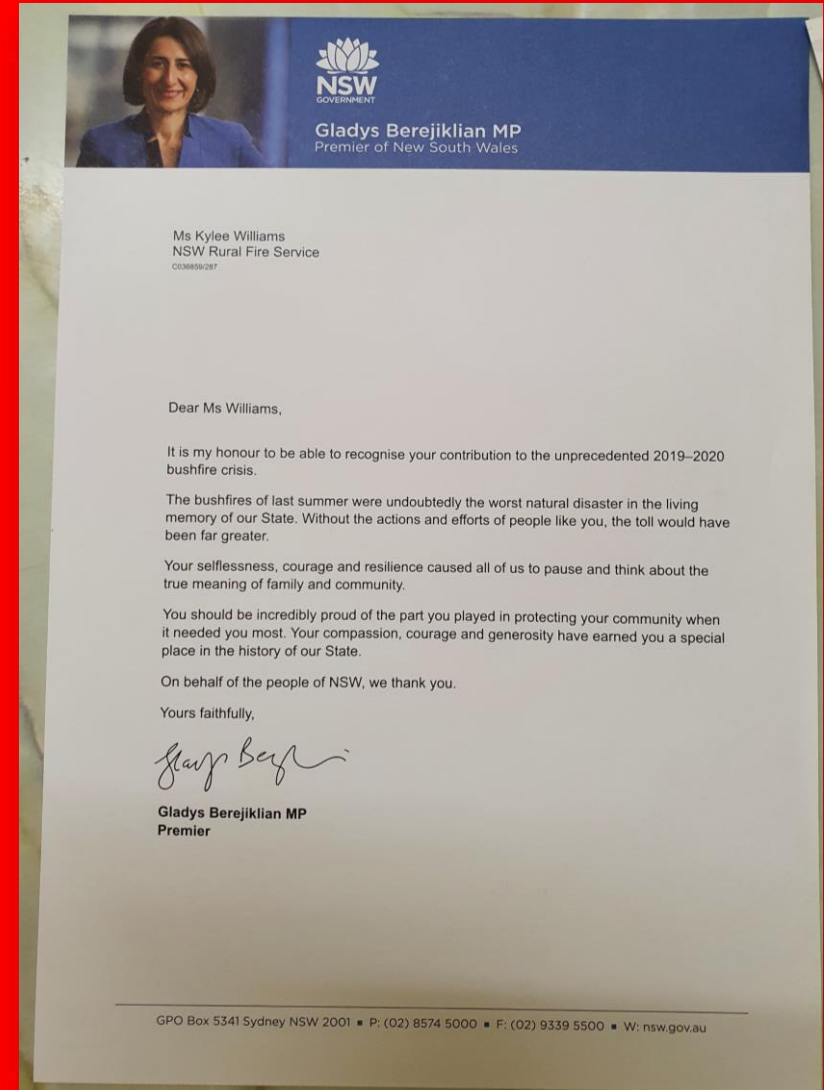 NSW
GOVERNMENT
Gladys Berejiklian MP
Premier of New South Wales
Ms Kylee Williams
NSW Rural Fire Service
C036859/287
Dear Ms Williams,
It is my honour to be able to recognise your contribution to the unprecedented 2019–2020
bushfire crisis.
The bushfires of last summer were undoubtedly the worst natural disaster in the living
memory of our State. Without the actions and efforts of people like you, the toll would have
been far greater.
Your selflessness, courage and resilience caused all of us to pause and think about the
true meaning of family and community.
You should be incredibly proud of the part you played in protecting your community when
it needed you most. Your compassion, courage and generosity have earned you a special
place in the history of our State.
On behalf of the people of NSW, we thank you.
Yours faithfully,
Gladys Berejiklian MP
Premier
GPO Box 5341 Sydney NSW 2001 ▪ P: (02) 8574 5000 ▪ F: (02) 9339 5500 ▪ W: nsw.gov.au